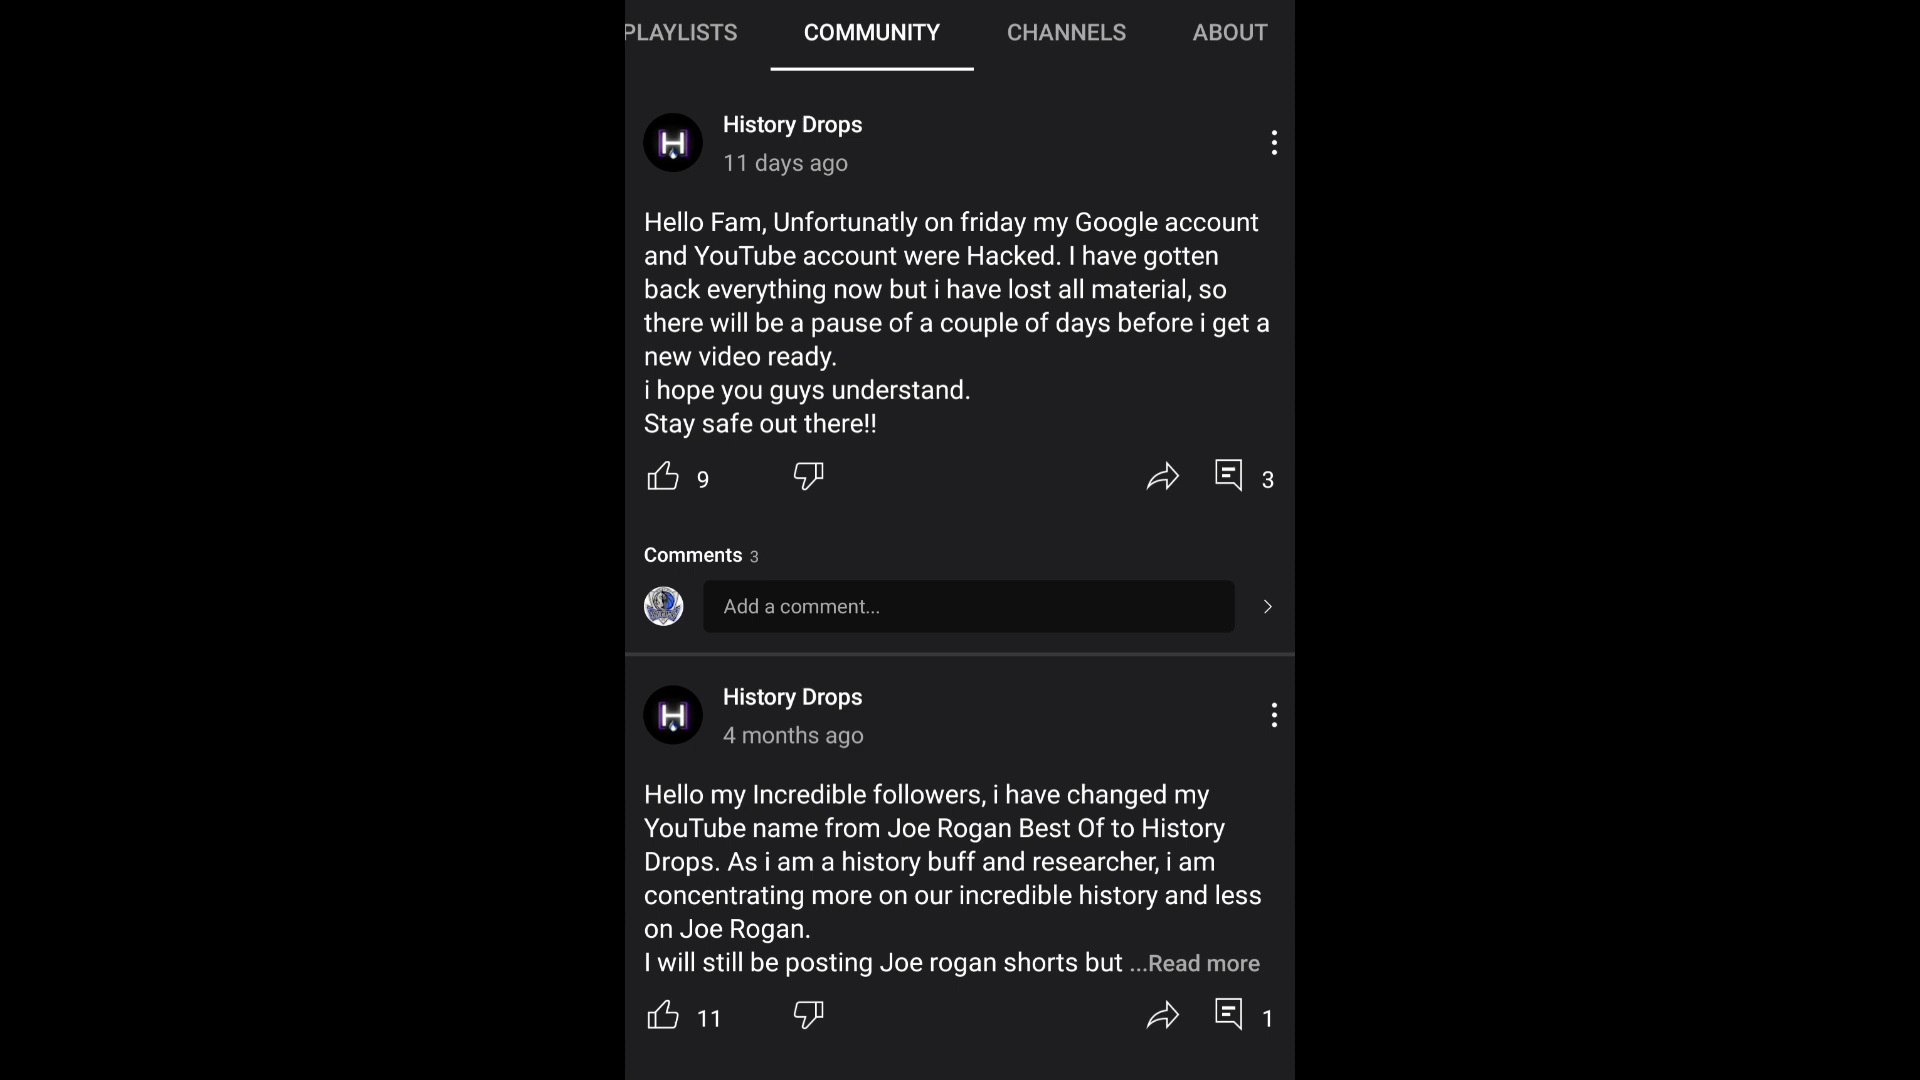 PLAYLISTS COMMUNITY CHANNELS ABOUT
History Drops
11 days ago
Hello Fam, Unfortunatly on friday my Google account
and YouTube account were Hacked. I have gotten
back everything now but i have lost all material, so
there will be a pause of a couple of days before i get a
new video ready.
i hope you guys understand.
Stay safe out there!!
9 3
Comments 3
Add a comment...
History Drops
4 months ago
Hello my Incredible followers, i have changed my
YouTube name from Joe Rogan Best Of to History
Drops. As i am a history buff and researcher, i am
concentrating more on our incredible history and less
on Joe Rogan.
I will still be posting Joe rogan shorts but ...Read more
11 1